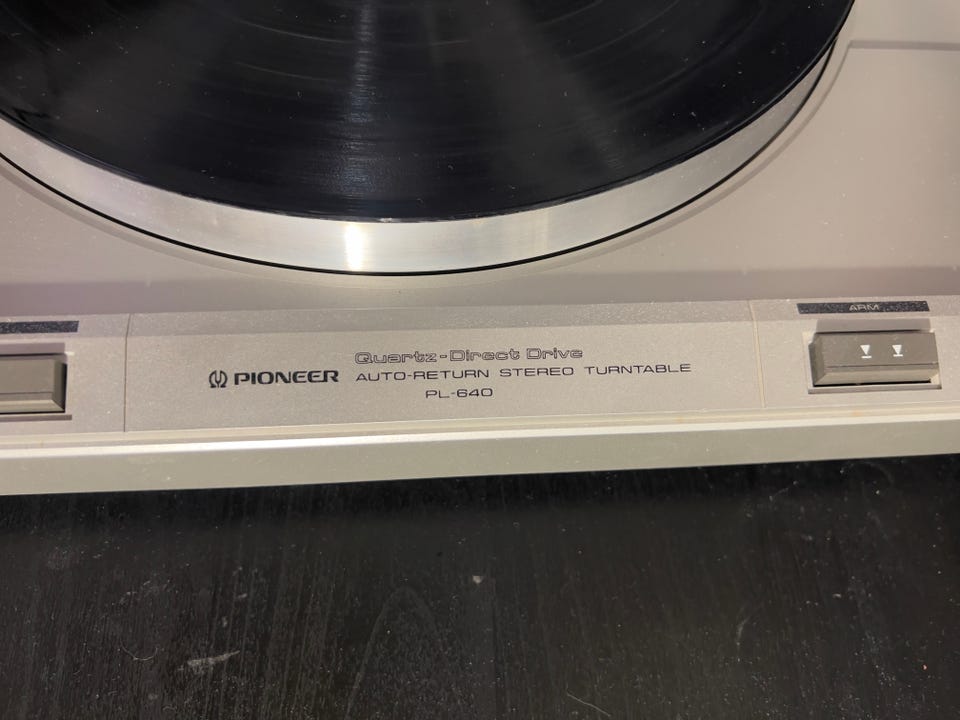 Quartz-Direct Drive
PIONEER AUTO-RETURN STEREO TURNTABLE
PL-640
ARM